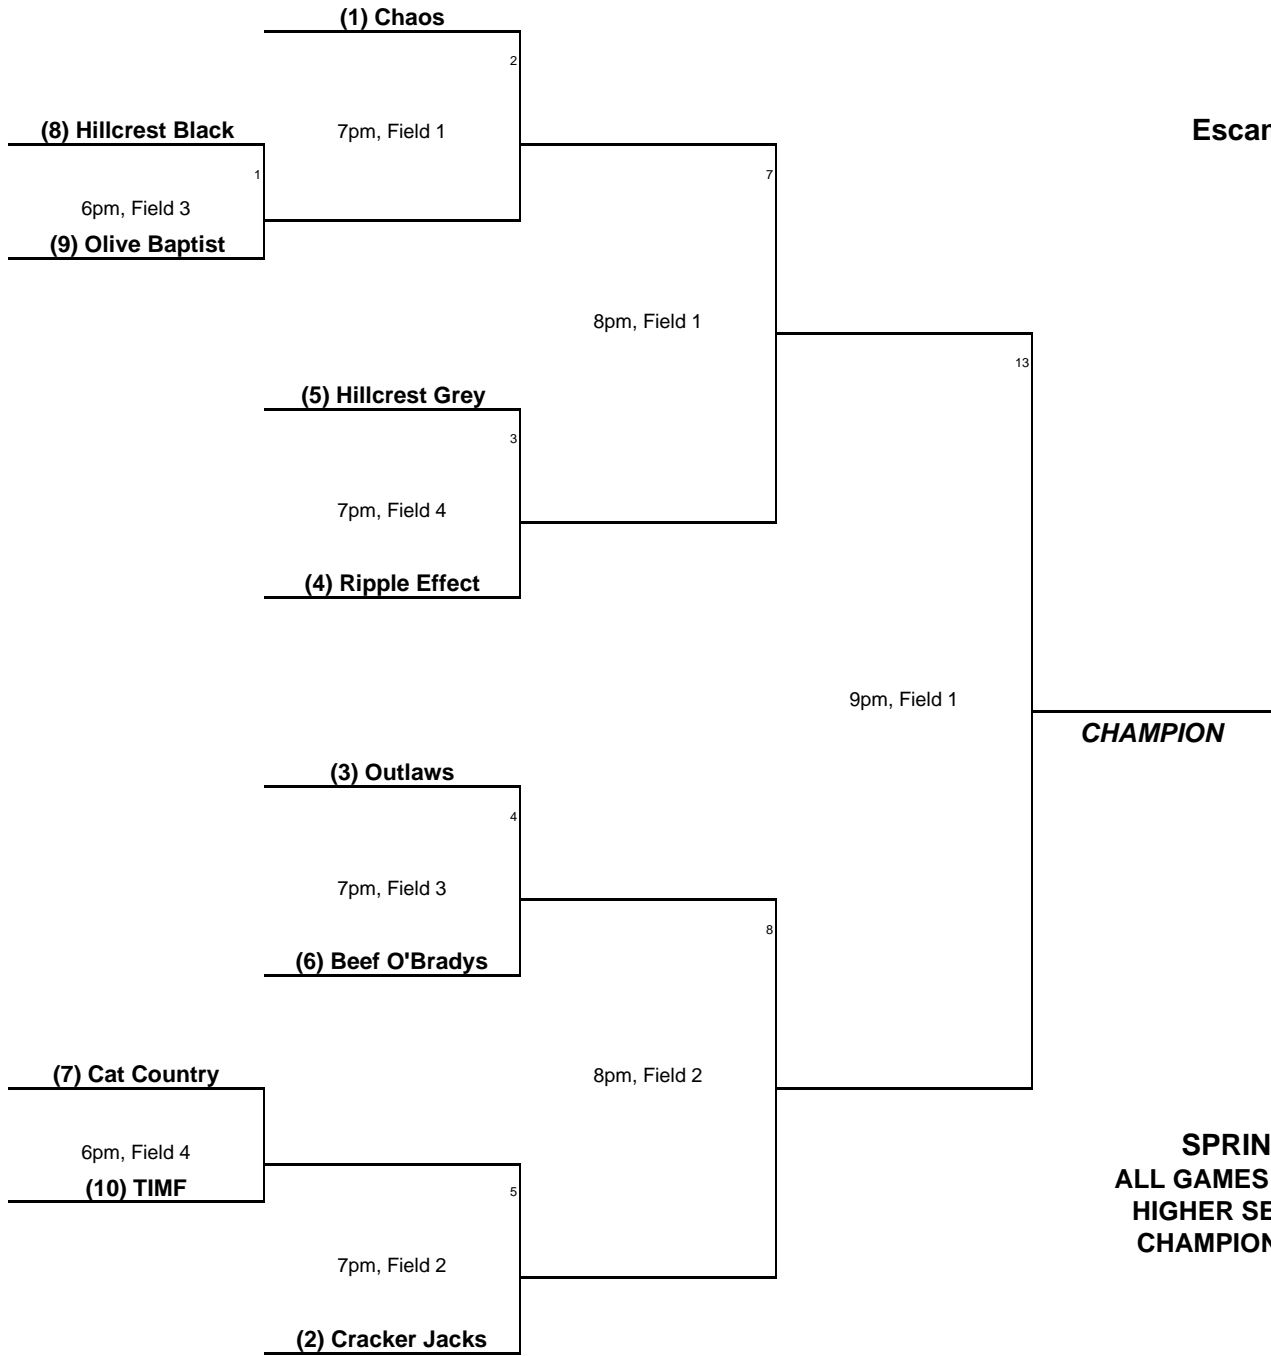 (1) Chaos
2
(8) Hillcrest Black
7pm, Field 1
Escar
1
7
6pm, Field 3
(9) Olive Baptist
8pm, Field 1
13
(5) Hillcrest Grey
3
7pm, Field 4
(4) Ripple Effect
9pm, Field 1
CHAMPION
(3) Outlaws
4
7pm, Field 3
8
(6) Beef O'Bradys
(7) Cat Country
8pm, Field 2
6pm, Field 4
(10) TIMF
SPRIN
ALL GAMES
5
HIGHER SE
CHAMPION
7pm, Field 2
(2) Cracker Jacks